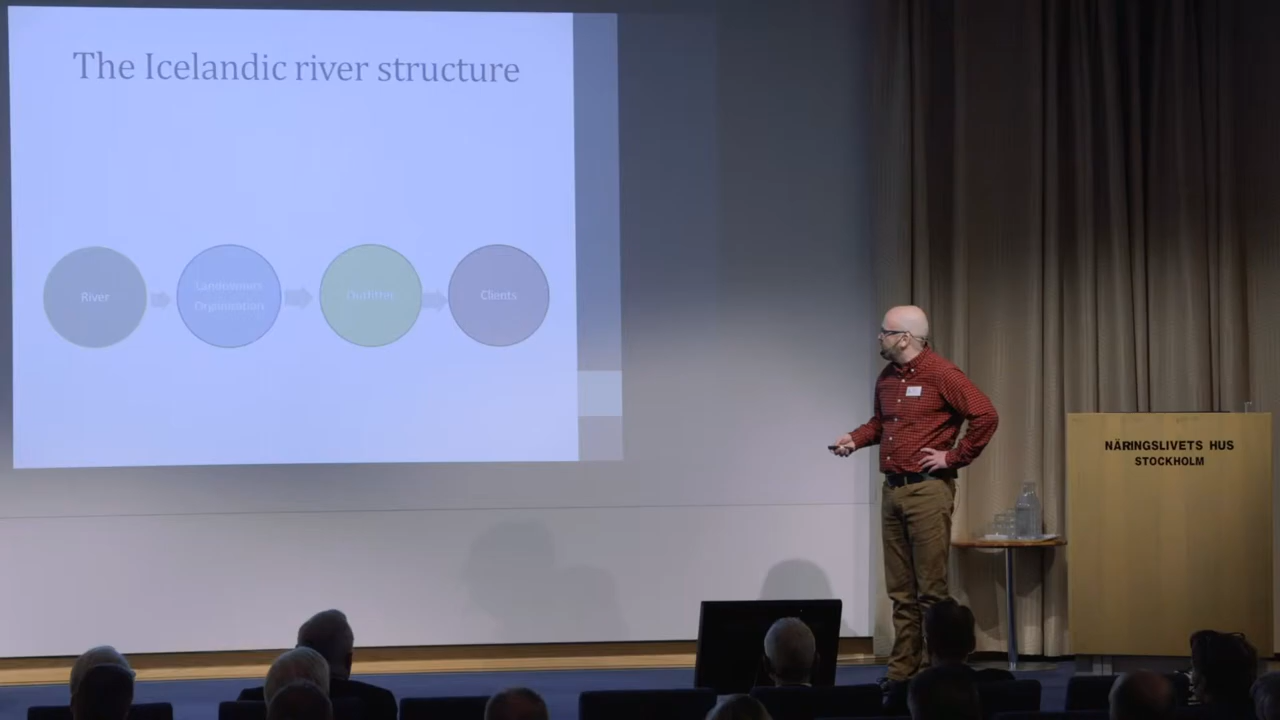 The Icelandic river structure
River
Landowners
Organization
Outfitter
Clients
NÄRINGSLIVETS HUS
STOCKHOLM